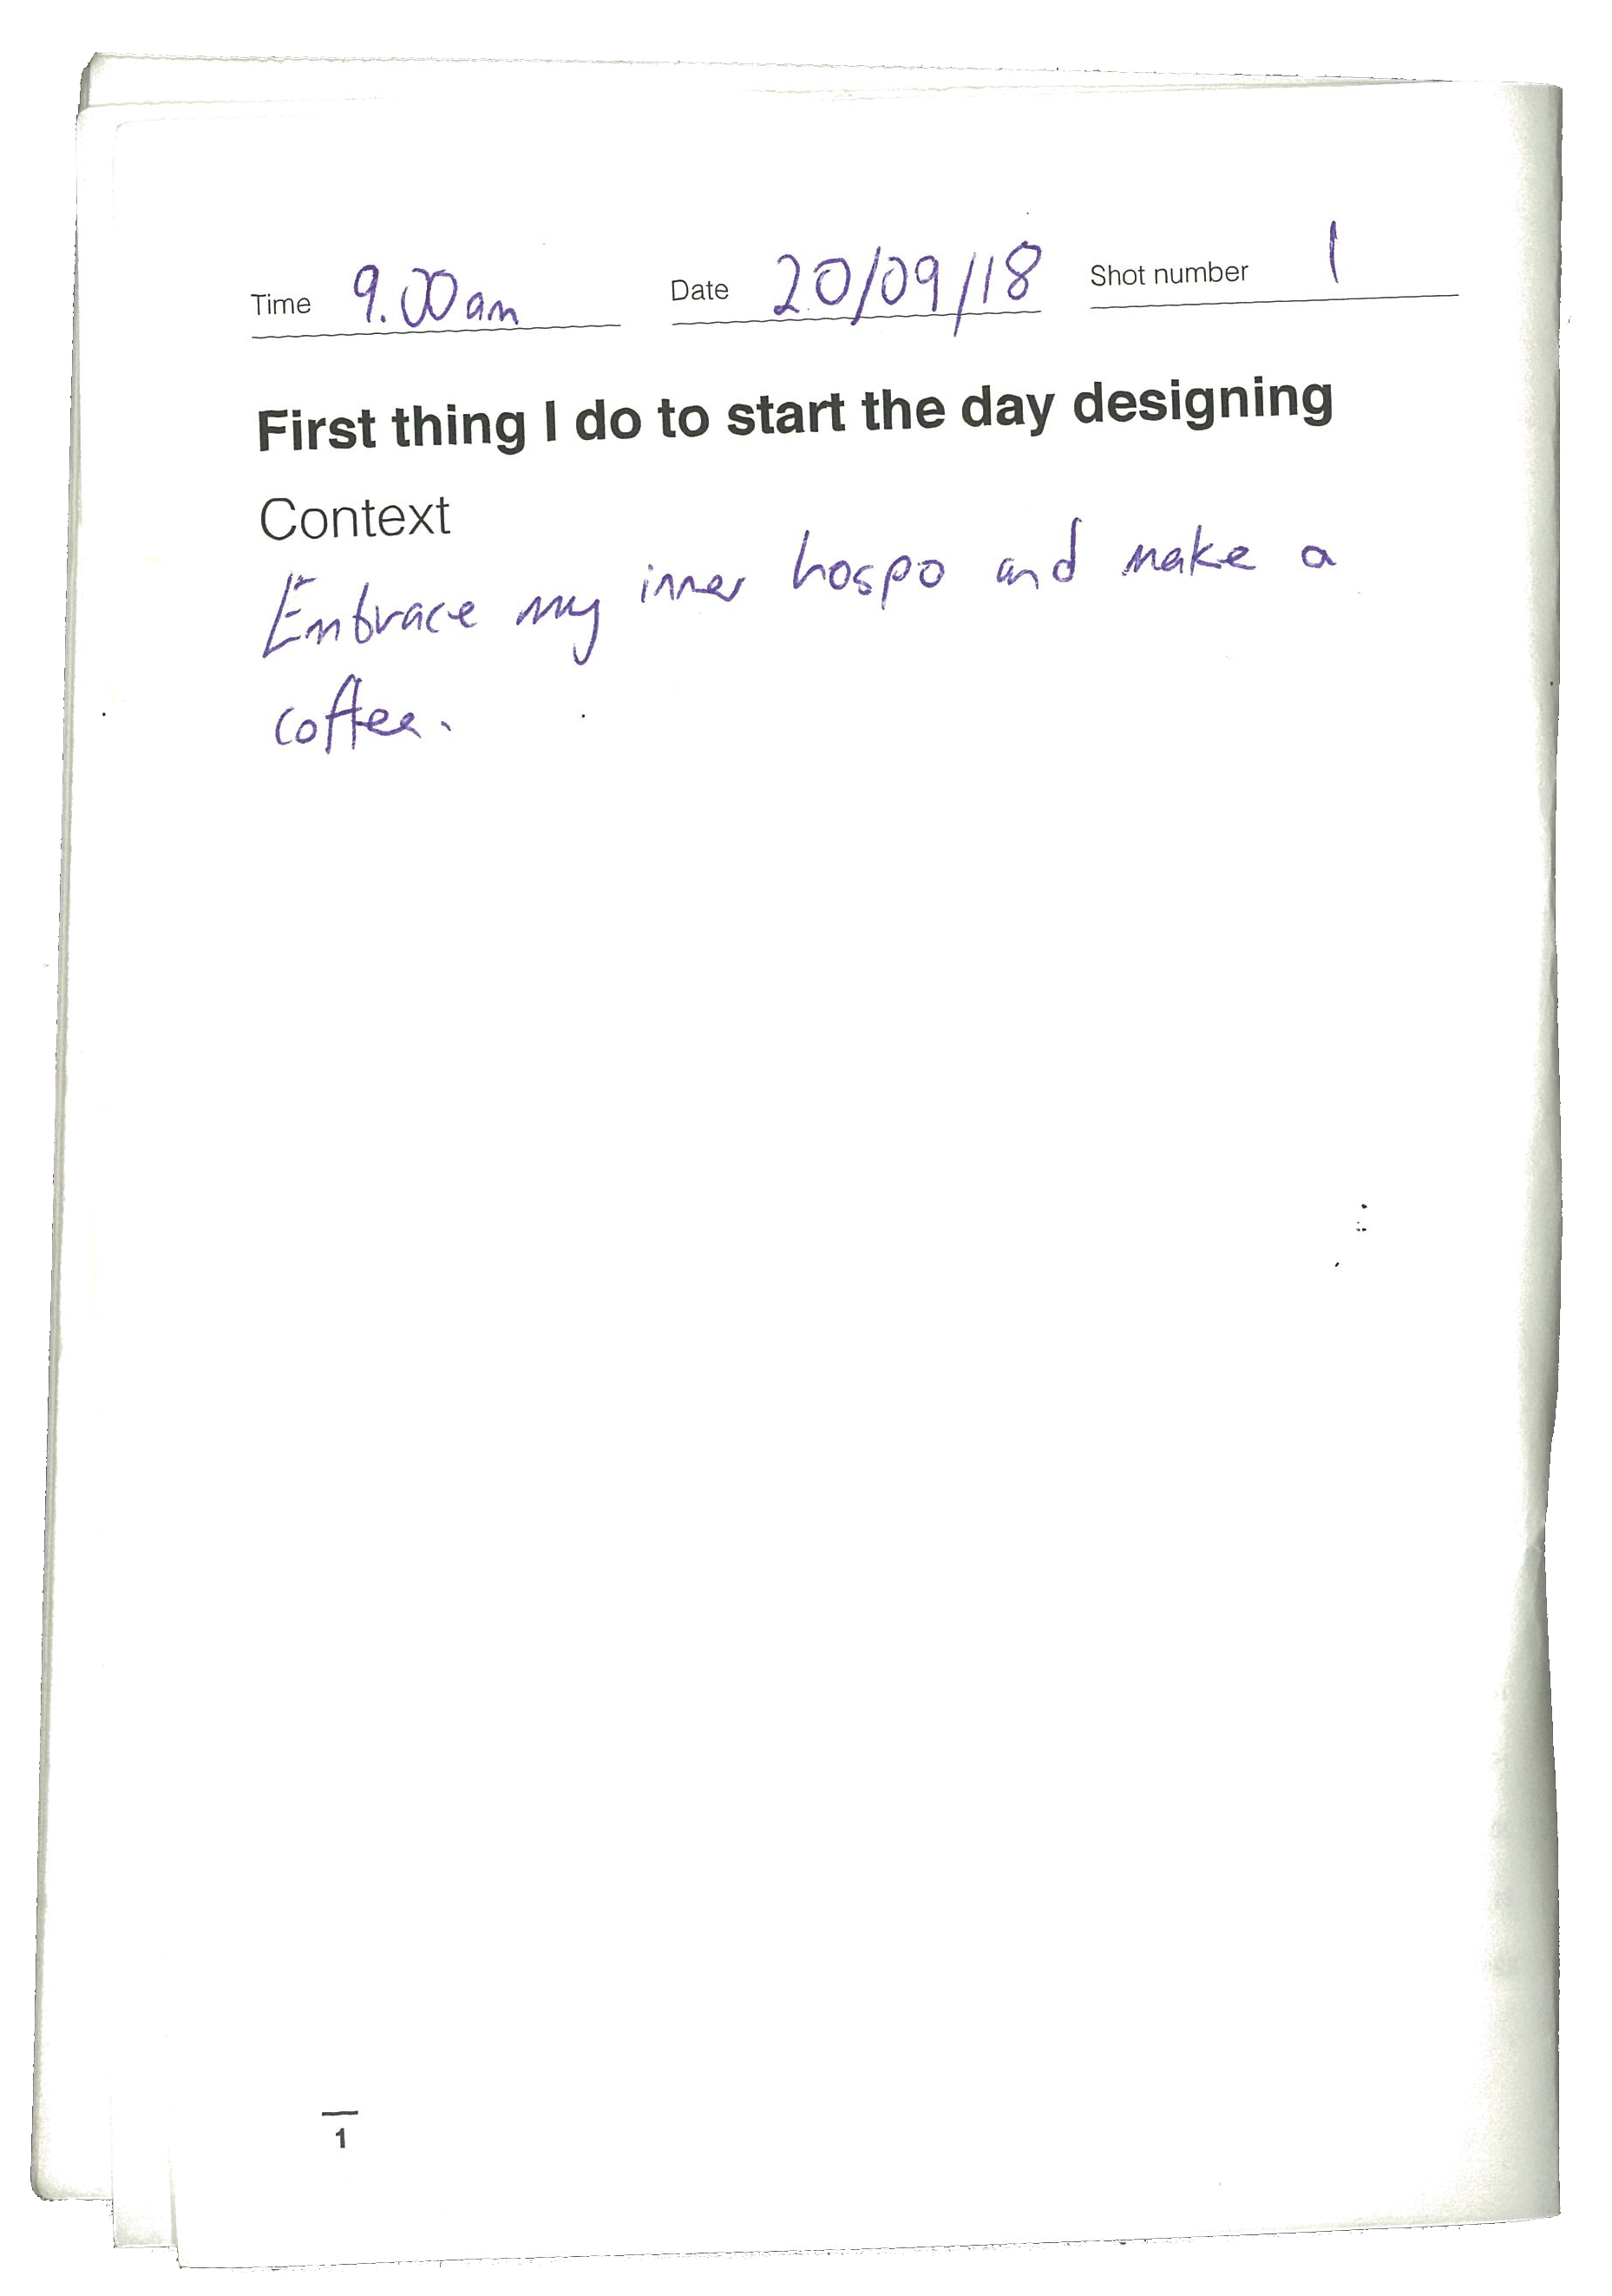 Time 9.00am Date 20/09/18 Shot number 1
First thing I do to start the day designing
Context
Embrace my inner hospo and make a
coffee.
1